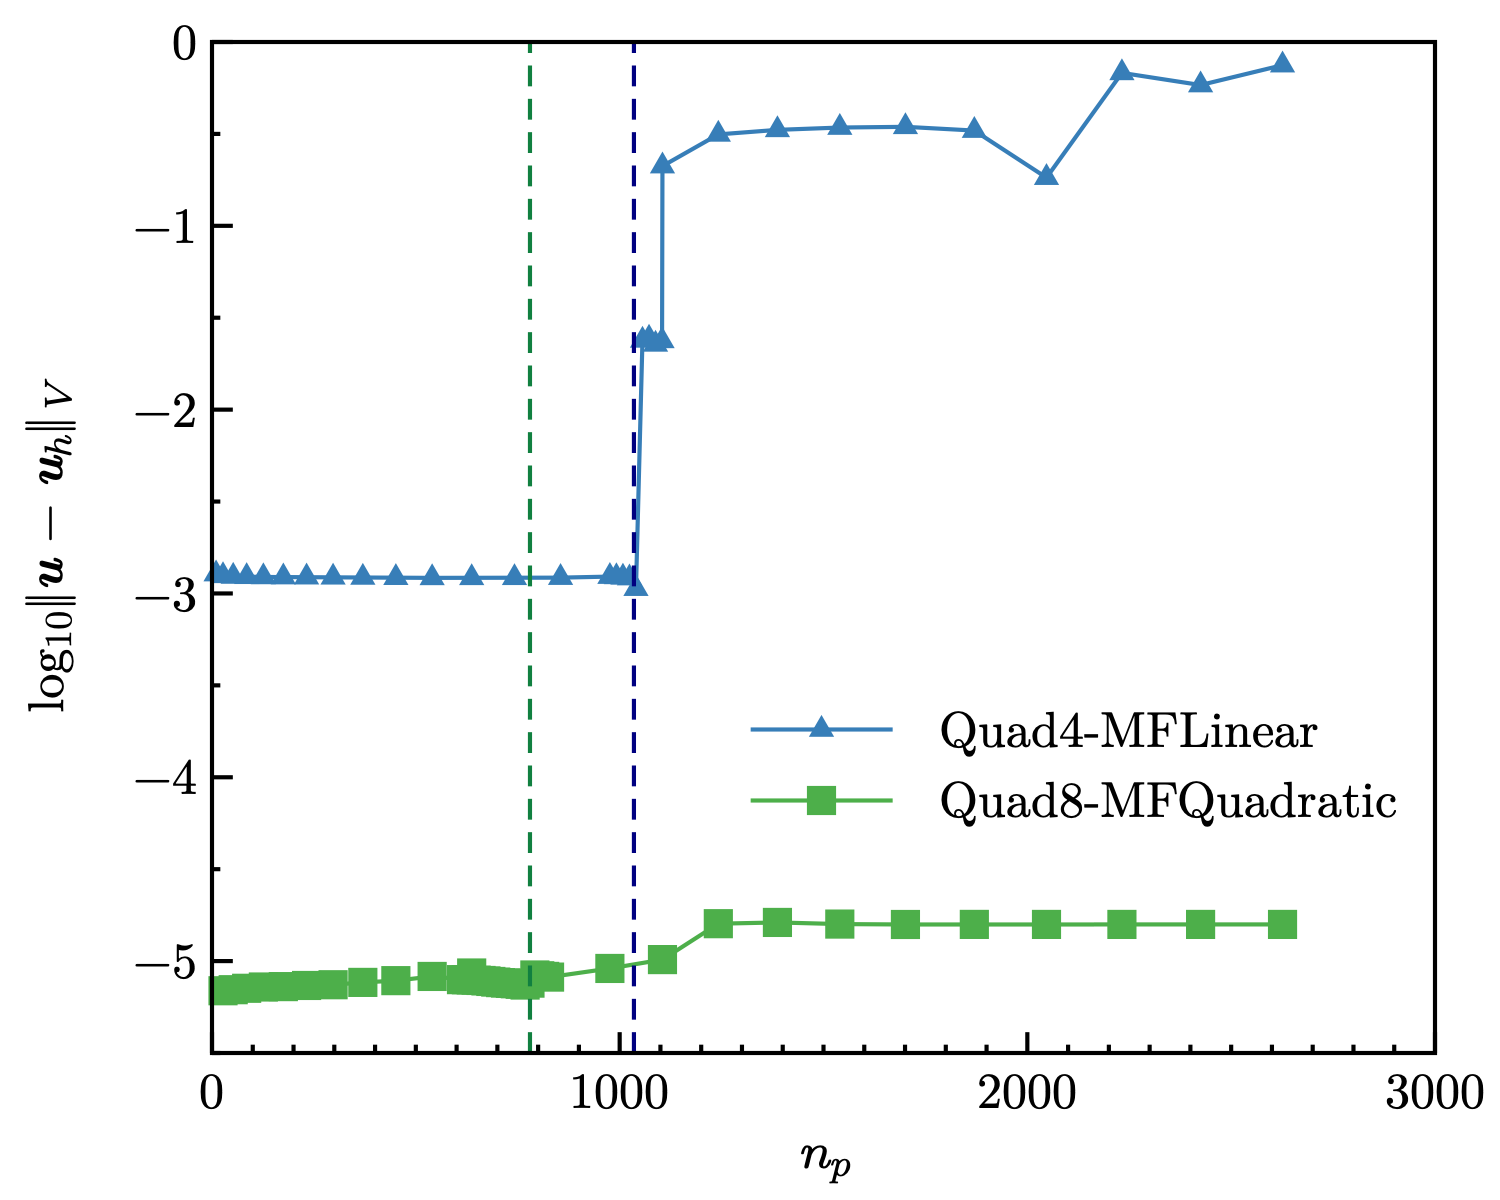 0
−1
−2
−3
−4
−5
log₁₀‖𝒖 − 𝒖ₕ‖V
Quad4-MFLinear
Quad8-MFQuadratic
0 1000 2000 3000
nₚ